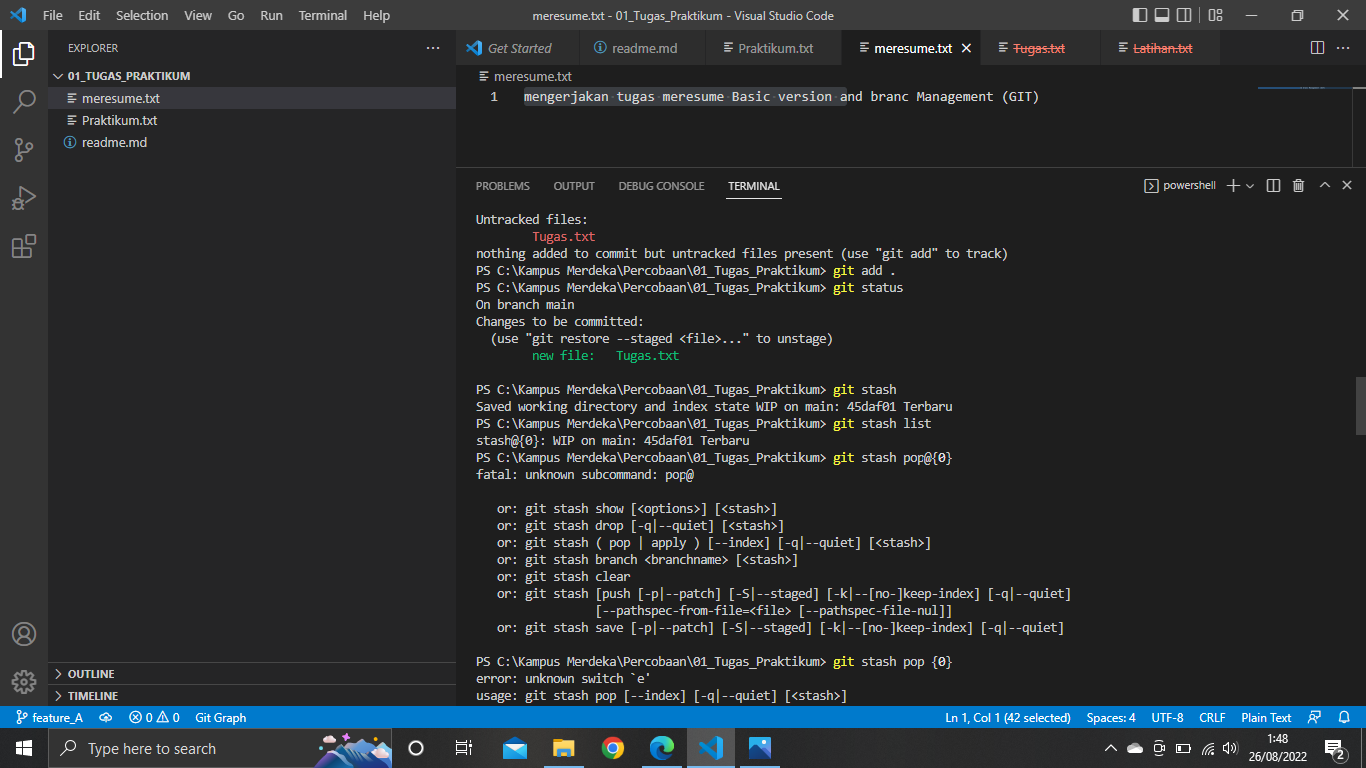 File Edit Selection View Go Run Terminal Help
meresume.txt - 01_Tugas_Praktikum - Visual Studio Code
EXPLORER
01_TUGAS_PRAKTIKUM
meresume.txt
Praktikum.txt
readme.md
OUTLINE
TIMELINE
Get Started readme.md Praktikum.txt meresume.txt Tugas.txt Latihan.txt
meresume.txt
1 mengerjakan tugas meresume Basic version and branc Management (GIT)
PROBLEMS OUTPUT DEBUG CONSOLE TERMINAL powershell
Untracked files:
Tugas.txt
nothing added to commit but untracked files present (use "git add" to track)
PS C:\Kampus Merdeka\Percobaan\01_Tugas_Praktikum> git add .
PS C:\Kampus Merdeka\Percobaan\01_Tugas_Praktikum> git status
On branch main
Changes to be committed:
(use "git restore --staged <file>..." to unstage)
new file: Tugas.txt
PS C:\Kampus Merdeka\Percobaan\01_Tugas_Praktikum> git stash
Saved working directory and index state WIP on main: 45daf01 Terbaru
PS C:\Kampus Merdeka\Percobaan\01_Tugas_Praktikum> git stash list
stash@{0}: WIP on main: 45daf01 Terbaru
PS C:\Kampus Merdeka\Percobaan\01_Tugas_Praktikum> git stash pop@{0}
fatal: unknown subcommand: pop@
or: git stash show [<options>] [<stash>]
or: git stash drop [-q|--quiet] [<stash>]
or: git stash ( pop | apply ) [--index] [-q|--quiet] [<stash>]
or: git stash branch <branchname> [<stash>]
or: git stash clear
or: git stash [push [-p|--patch] [-S|--staged] [-k|--[no-]keep-index] [-q|--quiet]
[--pathspec-from-file=<file> [--pathspec-file-nul]]
or: git stash save [-p|--patch] [-S|--staged] [-k|--[no-]keep-index] [-q|--quiet]
PS C:\Kampus Merdeka\Percobaan\01_Tugas_Praktikum> git stash pop {0}
error: unknown switch `e'
usage: git stash pop [--index] [-q|--quiet] [<stash>]
feature_A 0 0 Git Graph Ln 1, Col 1 (42 selected) Spaces: 4 UTF-8 CRLF Plain Text
Type here to search
1:48
26/08/2022
2